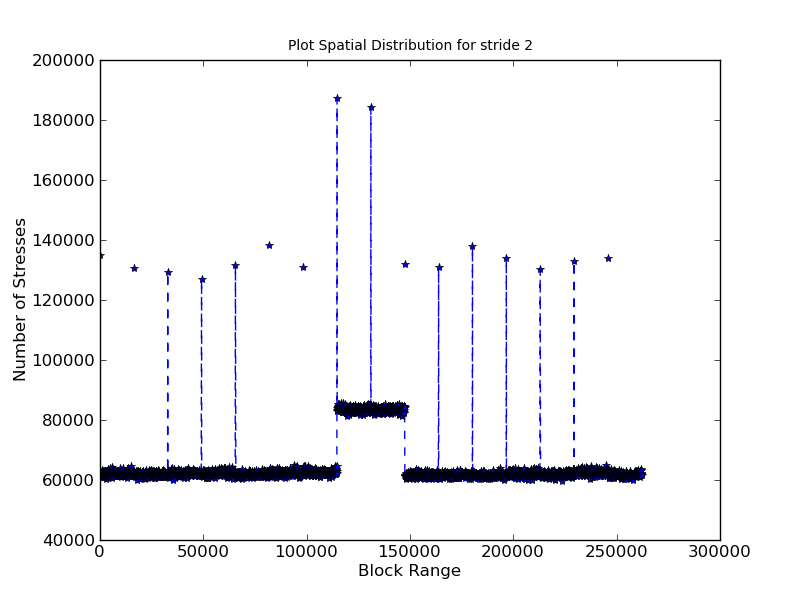 Plot Spatial Distribution for stride 2
200000
180000
160000
140000
120000
100000
80000
60000
40000
Number of Stresses
0 50000 100000 150000 200000 250000 300000
Block Range